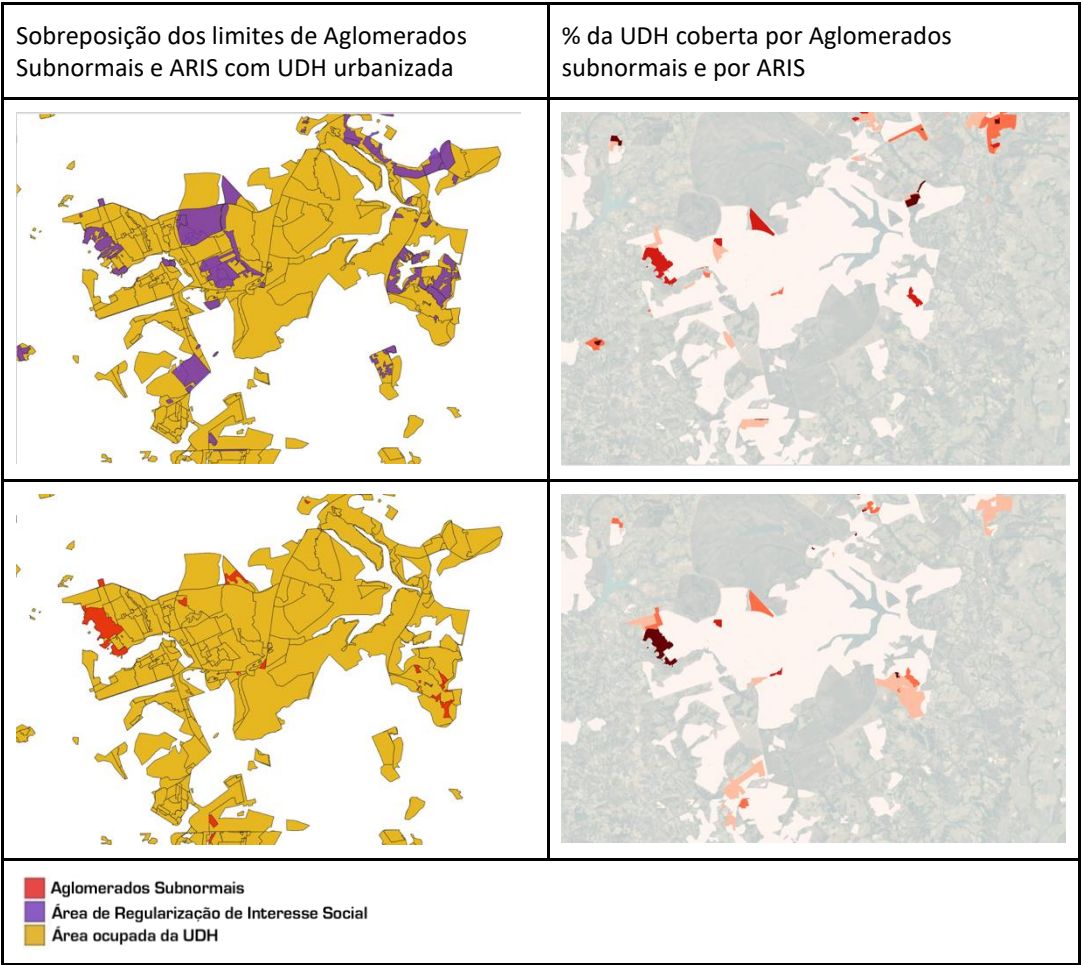 Sobreposição dos limites de Aglomerados
Subnormais e ARIS com UDH urbanizada
% da UDH coberta por Aglomerados
subnormais e por ARIS
Aglomerados Subnormais
Área de Regularização de Interesse Social
Área ocupada da UDH